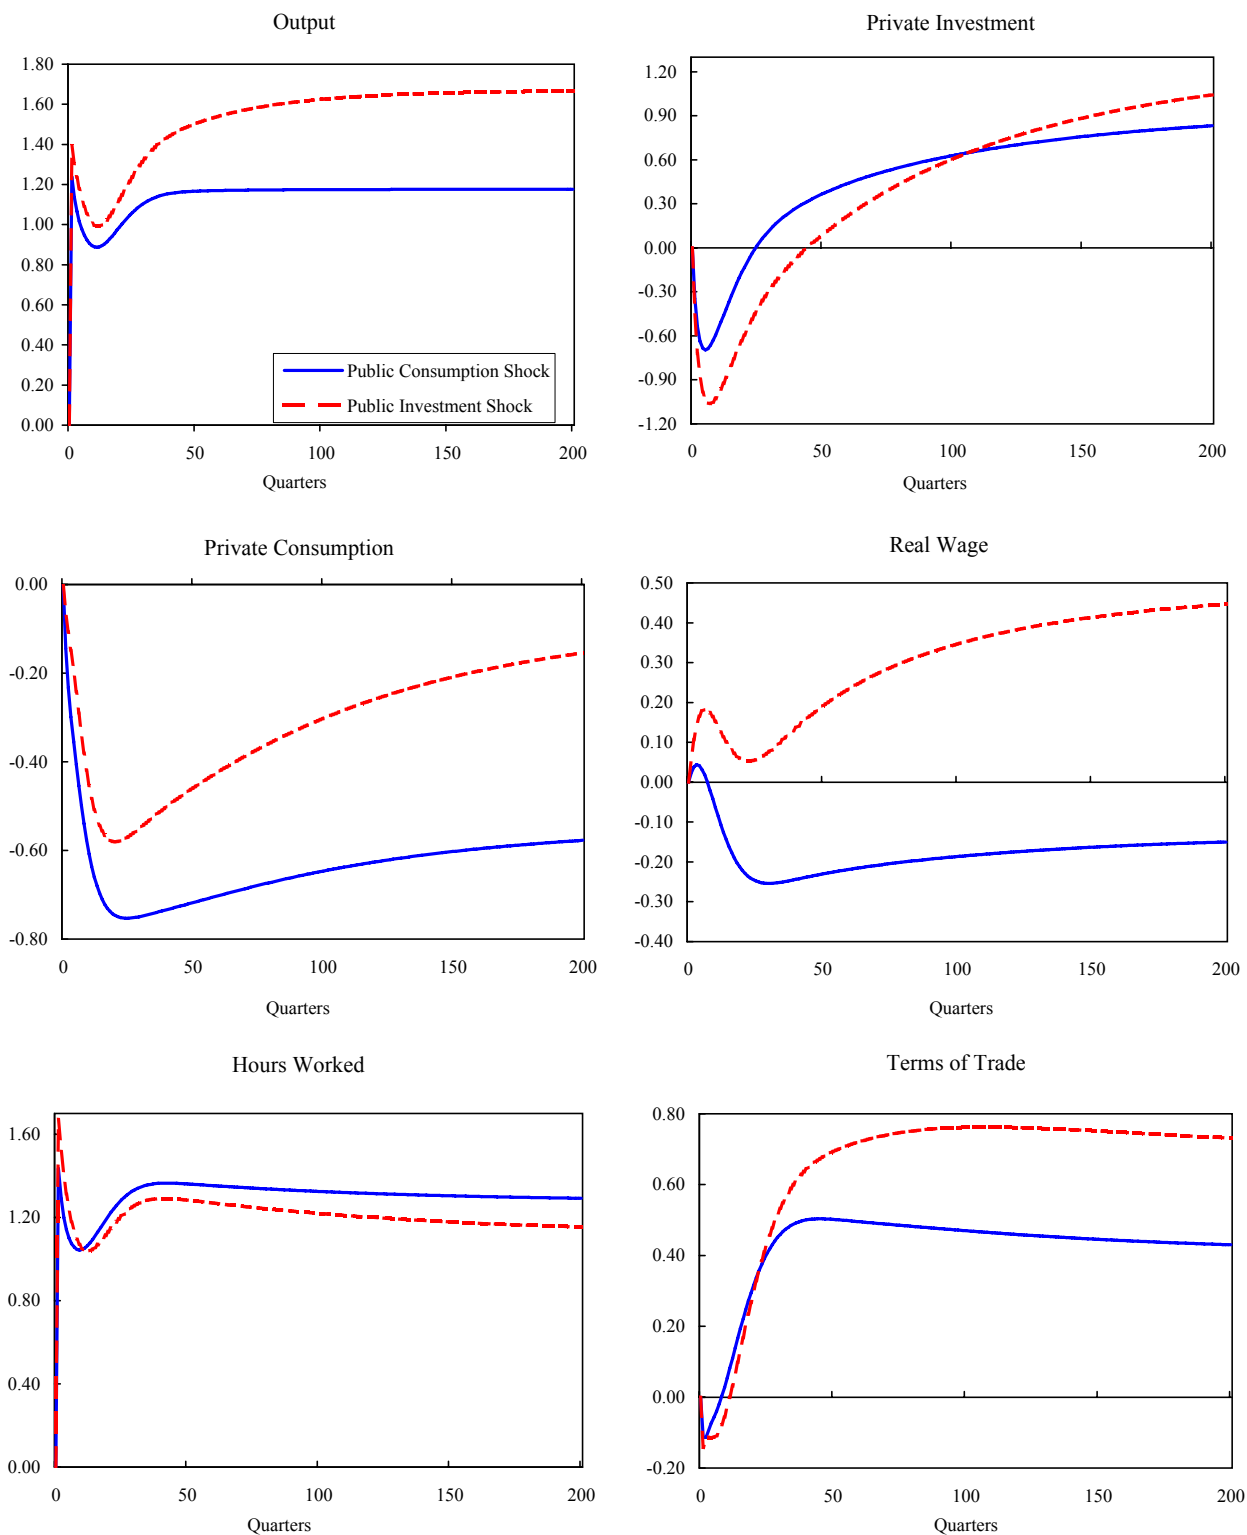 Output
1.80
1.60
1.40
1.20
1.00
0.80
0.60
0.40
0.20
0.00
0 50 100 150 200
Quarters
Public Consumption Shock
Public Investment Shock
Private Investment
1.20
0.90
0.60
0.30
0.00
-0.30
-0.60
-0.90
-1.20
0 50 100 150 200
Quarters
Private Consumption
0.00
-0.20
-0.40
-0.60
-0.80
0 50 100 150 200
Quarters
Real Wage
0.50
0.40
0.30
0.20
0.10
0.00
-0.10
-0.20
-0.30
-0.40
0 50 100 150 200
Quarters
Hours Worked
1.60
1.20
0.80
0.40
0.00
0 50 100 150 200
Quarters
Terms of Trade
0.80
0.60
0.40
0.20
0.00
-0.20
0 50 100 150 200
Quarters